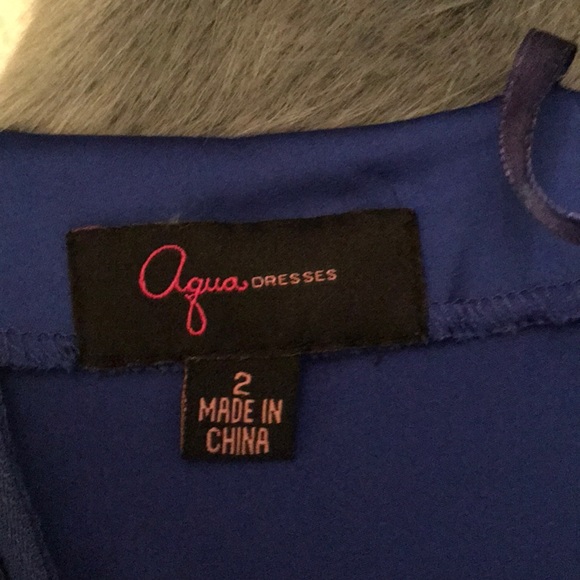 Aqua DRESSES
2
MADE IN
CHINA